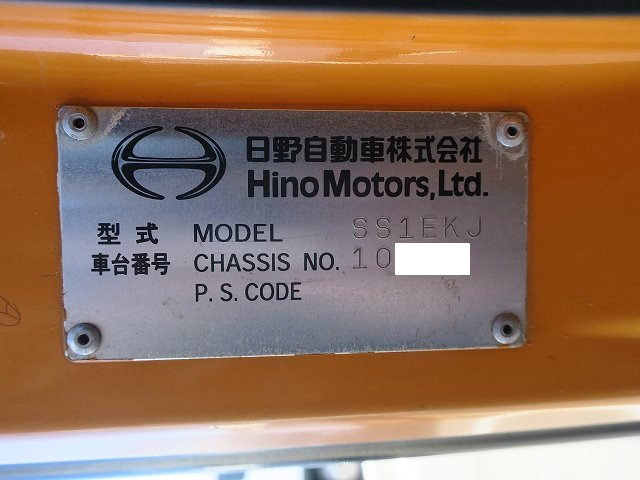 日野自動車株式会社
Hino Motors, Ltd.
型式 MODEL SS1EKJ
車台番号 CHASSIS NO. 10
P. S. CODE